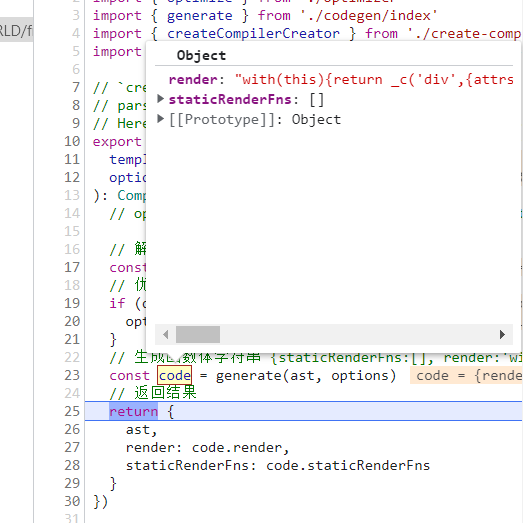 2 import { optimize } from './optimizer'
import { generate } from './codegen/index'
RLD/f
4 import { createCompilerCreator } from './create-comp
5 import
Object
render: "with(this){return _c('div',{attrs
7 // `cre
staticRenderFns: []
8 // pars
[[Prototype]]: Object
9 // Here
10 export
11 templ
12 optio
13 ): Comp
14 // op
15
16 // 解
17 const
18 // 优
19 if (o
20 op
21 }
22 // 生成函数体字符串 {staticRenderFns:[], render:'wi
23 const code = generate(ast, options) code = {rende
24 // 返回结果
25 return {
26 ast,
27 render: code.render,
28 staticRenderFns: code.staticRenderFns
29 }
30 })
31